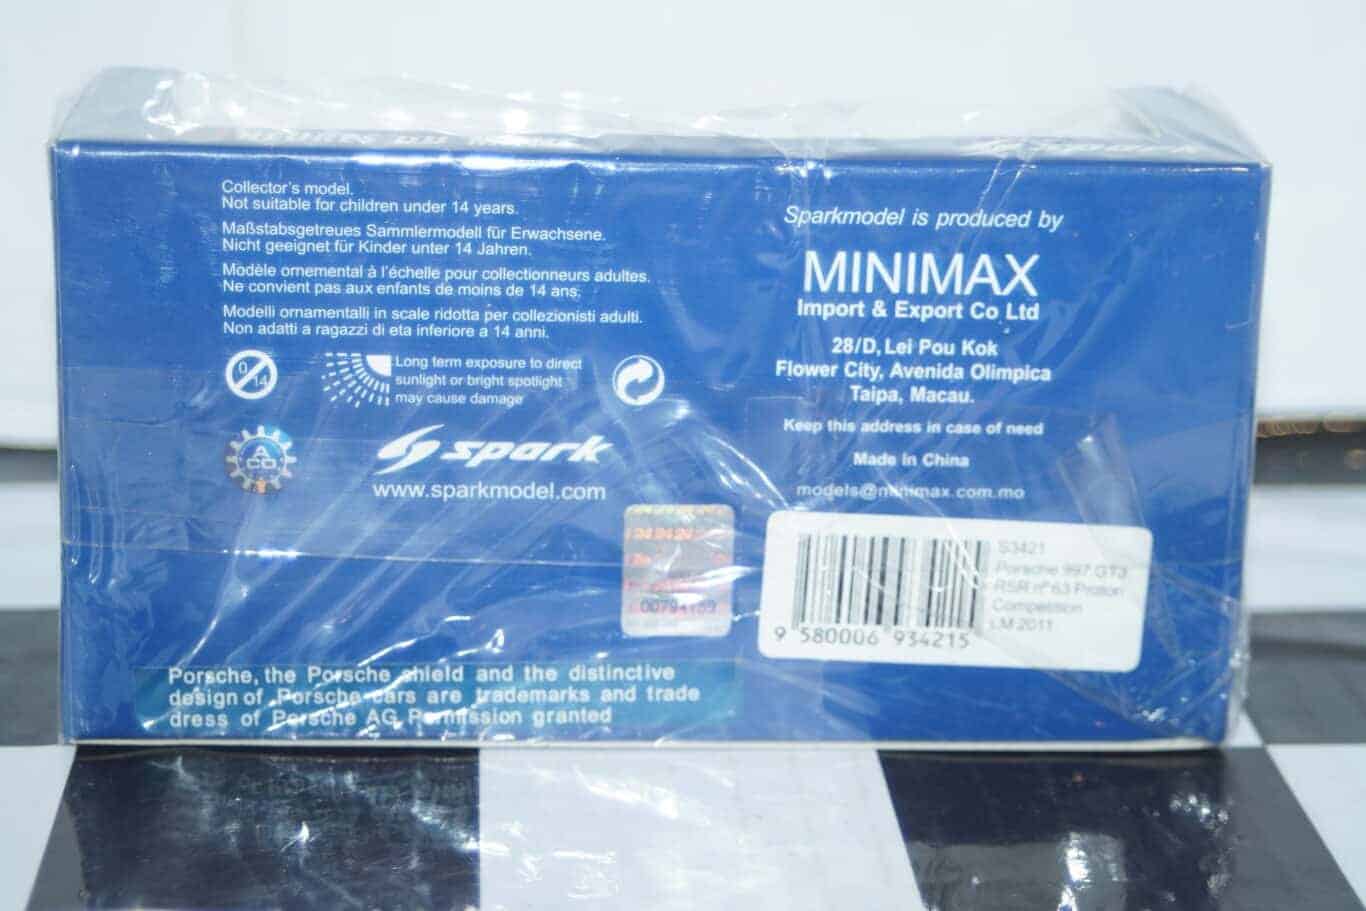 Collector's model.
Not suitable for children under 14 years.
Maßstabsgetreues Sammlermodell für Erwachsene.
Nicht geeignet für Kinder unter 14 Jahren.
Modèle ornemental à l'échelle pour collectionneurs adultes.
Ne convient pas aux enfants de moins de 14 ans.
Modelli ornamentalli in scale ridotta per collezionisti adulti.
Non adatti a ragazzi di eta inferiore a 14 anni.
0
14
Long term exposure to direct
sunlight or bright spotlight
may cause damage
ACO
spark
www.sparkmodel.com
Sparkmodel is produced by
MINIMAX
Import & Export Co Ltd
28/D, Lei Pou Kok
Flower City, Avenida Olimpica
Taipa, Macau.
Keep this address in case of need
Made in China
models@minimax.com.mo
S3421
Porsche 997 GT3
RSR n° 63 Proton
Competition
LM 2011
9 580006 934215
Porsche, the Porsche shield and the distinctive
design of Porsche cars are trademarks and trade
dress of Porsche AG Permission granted